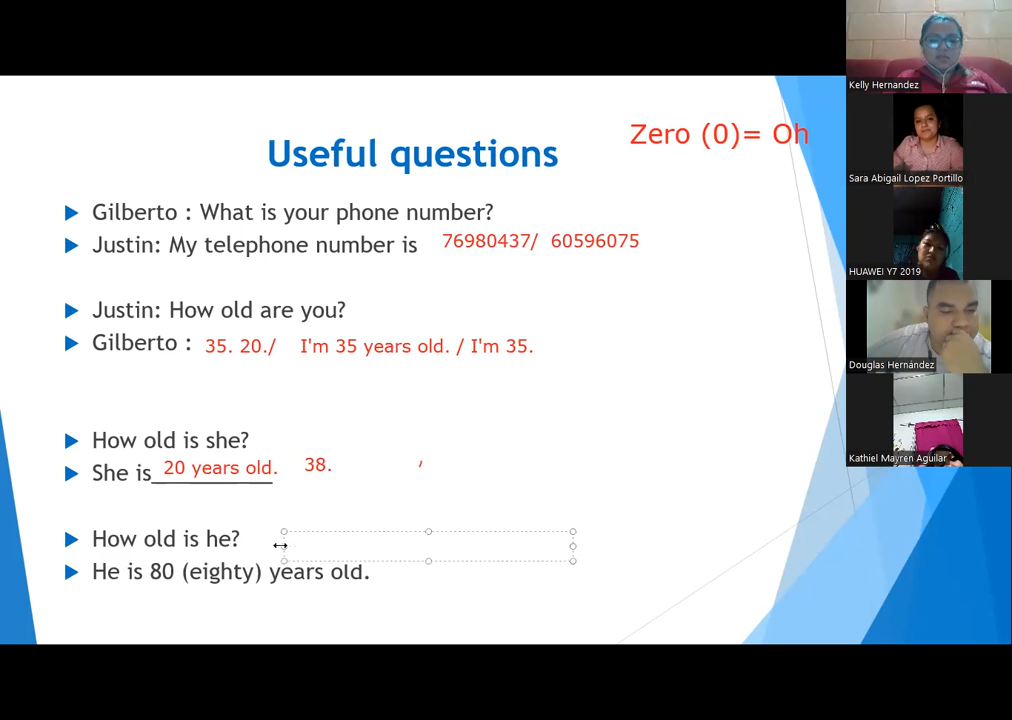 Zero (0)= Oh
Useful questions
Gilberto : What is your phone number?
Justin: My telephone number is 76980437/ 60596075
Justin: How old are you?
Gilberto : 35. 20./ I'm 35 years old. / I'm 35.
How old is she?
She is 20 years old. 38. ,
How old is he?
He is 80 (eighty) years old.
Kelly Hernandez
Sara Abigail Lopez Portillo
HUAWEI Y7 2019
Douglas Hernández
Kathiel Mayren Aguilar